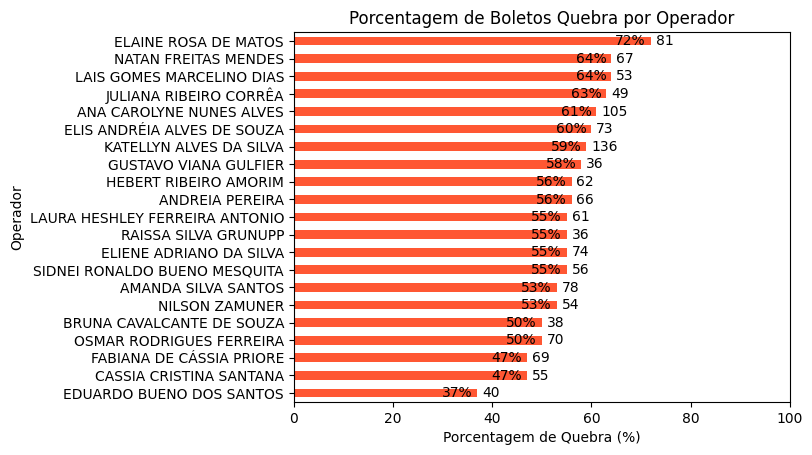 Porcentagem de Boletos Quebra por Operador
Operador
ELAINE ROSA DE MATOS 72% 81
NATAN FREITAS MENDES 64% 67
LAIS GOMES MARCELINO DIAS 64% 53
JULIANA RIBEIRO CORRÊA 63% 49
ANA CAROLYNE NUNES ALVES 61% 105
ELIS ANDRÉIA ALVES DE SOUZA 60% 73
KATELLYN ALVES DA SILVA 59% 136
GUSTAVO VIANA GULFIER 58% 36
HEBERT RIBEIRO AMORIM 56% 62
ANDREIA PEREIRA 56% 66
LAURA HESHLEY FERREIRA ANTONIO 55% 61
RAISSA SILVA GRUNUPP 55% 36
ELIENE ADRIANO DA SILVA 55% 74
SIDNEI RONALDO BUENO MESQUITA 55% 56
AMANDA SILVA SANTOS 53% 78
NILSON ZAMUNER 53% 54
BRUNA CAVALCANTE DE SOUZA 50% 38
OSMAR RODRIGUES FERREIRA 50% 70
FABIANA DE CÁSSIA PRIORE 47% 69
CASSIA CRISTINA SANTANA 47% 55
EDUARDO BUENO DOS SANTOS 37% 40
0 20 40 60 80 100
Porcentagem de Quebra (%)